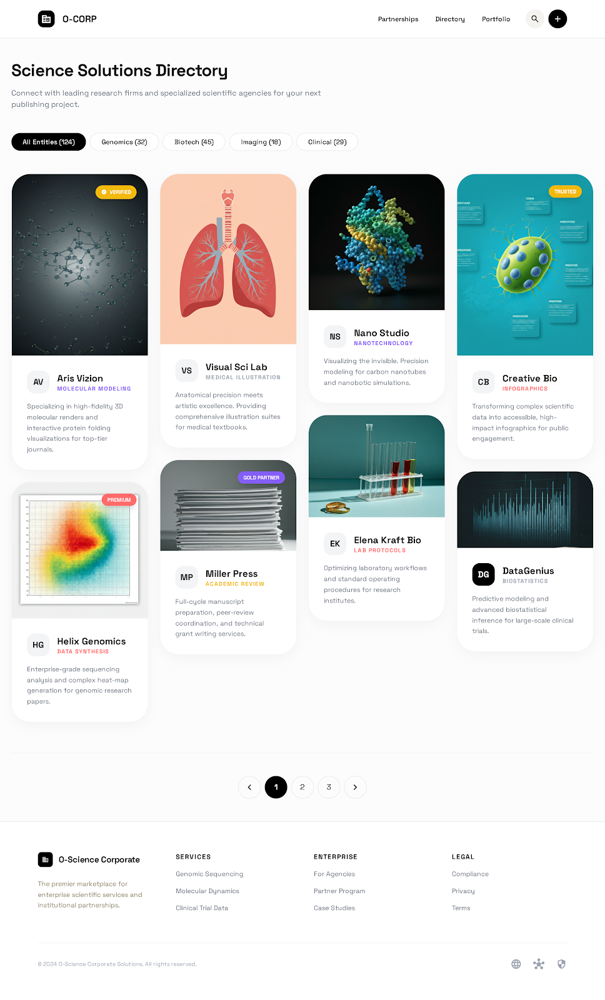 O-CORP
Partnerships
Directory
Portfolio
Science Solutions Directory
Connect with leading research firms and specialized scientific agencies for your next
publishing project.
All Entities (124)
Genomics (32)
Biotech (45)
Imaging (18)
Clinical (29)
VERIFIED
AV
Aris Vizion
MOLECULAR MODELING
Specializing in high-fidelity 3D
molecular renders and
interactive protein folding
visualizations for top-tier
journals.
PREMIUM
HG
Helix Genomics
DATA SYNTHESIS
Enterprise-grade sequencing
analysis and complex heat-map
generation for genomic research
papers.
VS
Visual Sci Lab
MEDICAL ILLUSTRATION
Anatomical precision meets
artistic excellence. Providing
comprehensive illustration suites
for medical textbooks.
GOLD PARTNER
MP
Miller Press
ACADEMIC REVIEW
Full-cycle manuscript
preparation, peer-review
coordination, and technical
grant writing services.
NS
Nano Studio
NANOTECHNOLOGY
Visualizing the invisible. Precision
modeling for carbon nanotubes
and nanobotic simulations.
EK
Elena Kraft Bio
LAB PROTOCOLS
Optimizing laboratory workflows
and standard operating
procedures for research
institutes.
TRUSTED
CB
Creative Bio
INFOGRAPHICS
Transforming complex scientific
data into accessible, high-
impact infographics for public
engagement.
DG
DataGenius
BIOSTATISTICS
Predictive modeling and
advanced biostatistical
inference for large-scale clinical
trials.
1
2
3
O-Science Corporate
The premier marketplace for
enterprise scientific services and
institutional partnerships.
SERVICES
Genomic Sequencing
Molecular Dynamics
Clinical Trial Data
ENTERPRISE
For Agencies
Partner Program
Case Studies
LEGAL
Compliance
Privacy
Terms
© 2024 O-Science Corporate Solutions. All rights reserved.